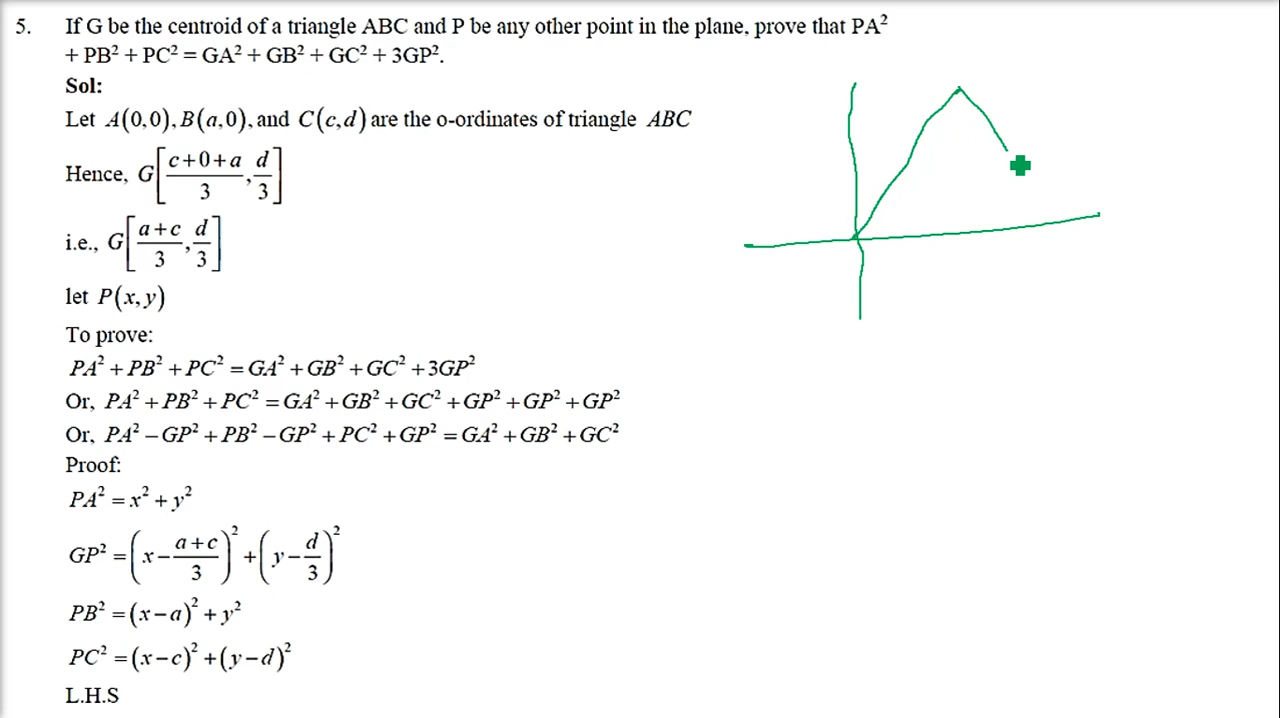 5. If G be the centroid of a triangle ABC and P be any other point in the plane, prove that PA²
+ PB² + PC² = GA² + GB² + GC² + 3GP².
Sol:
Let A(0,0), B(a,0), and C(c,d) are the o-ordinates of triangle ABC
Hence, G[(c+0+a)/3, d/3]
i.e., G[(a+c)/3, d/3]
let P(x,y)
To prove:
PA² + PB² + PC² = GA² + GB² + GC² + 3GP²
Or, PA² + PB² + PC² = GA² + GB² + GC² + GP² + GP² + GP²
Or, PA² − GP² + PB² − GP² + PC² + GP² = GA² + GB² + GC²
Proof:
PA² = x² + y²
GP² = (x − (a+c)/3)² + (y − d/3)²
PB² = (x−a)² + y²
PC² = (x−c)² + (y−d)²
L.H.S